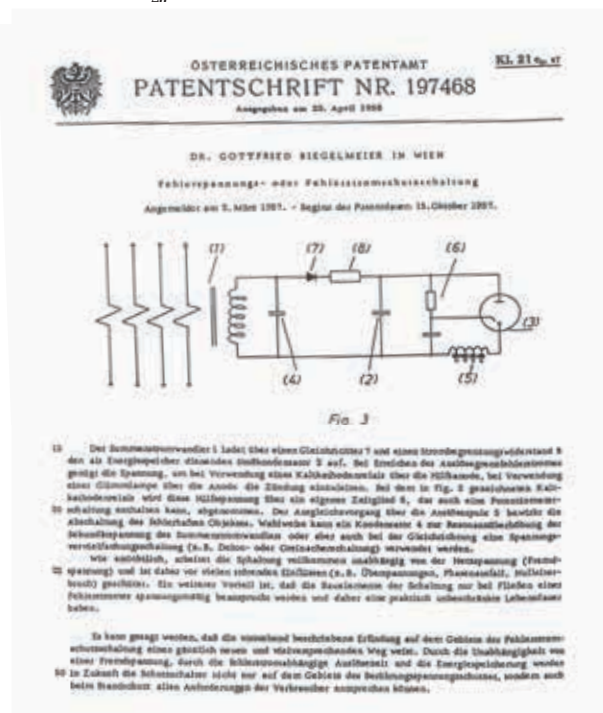 ÖSTERREICHISCHES PATENTAMT
Kl. 21 c, 67
PATENTSCHRIFT NR. 197468
Ausgegeben am 25. April 1958
DR. GOTTFRIED BIEGELMEIER IN WIEN
Fehlerspannungs- oder Fehlerstromschutzschaltung
Angemeldet am 5. März 1957. - Beginn der Patentdauer: 15. Oktober 1957.
(1) (7) (8) (6)
(3)
(4) (2) (5)
Fig. 3
Der Summenstromwandler 1 ladet über einen Gleichrichter 7 und einen Strombegrenzungswiderstand 8
den als Energiespeicher dienenden Stoßkondensator 2 auf. Bei Erreichen des Auslösegrenzfehlerstromes
genügt die Spannung, um bei Verwendung eines Kaltkathodenrelais über die Hilfsanode, bei Verwendung
einer Glimmlampe über die Anode die Zündung einzuleiten. Bei dem in Fig. 3 gezeichneten Kalt-
kathodenrelais wird diese Hilfsspannung über ein eigenes Zeitglied 6, das auch eine Potentiometer-
schaltung enthalten kann, abgenommen. Der Ausgleichsvorgang über die Auslösespule 5 bewirkt die
Abschaltung des fehlerhaften Objektes. Wahlweise kann ein Kondensator 4 zur Resonanzüberhöhung der
Sekundärspannung des Summenstromwandlers oder aber auch bei der Gleichrichtung eine Spannungs-
vervielfachungsschaltung (z. B. Delon- oder Greinacherschaltung) verwendet werden.
Wie ersichtlich, arbeitet die Schaltung vollkommen unabhängig von der Netzspannung (Fremd-
spannung) und ist daher vor vielen störenden Einflüssen (z. B. Überspannungen, Phasenausfall, Nulleiter-
bruch) geschützt. Ein weiterer Vorteil ist, daß die Bauelemente der Schaltung nur bei Fließen eines
Fehlerstromes spannungsmäßig beansprucht werden und daher eine praktisch unbeschränkte Lebensdauer
haben.
Es kann gesagt werden, daß die vorstehend beschriebene Erfindung auf dem Gebiete des Fehlerstrom-
schutzschaltung einen gänzlich neuen und vielversprechenden Weg weist. Durch die Unabhängigkeit von
einer Fremdspannung, durch die fehlerstromabhängige Auslösezeit und die Energiespeicherung werden
50 in Zukunft die Schutzschalter nicht nur auf dem Gebiete des Berührungsspannungsschutzes, sondern auch
beim Brandschutz allen Anforderungen der Verbraucher entsprechen können.